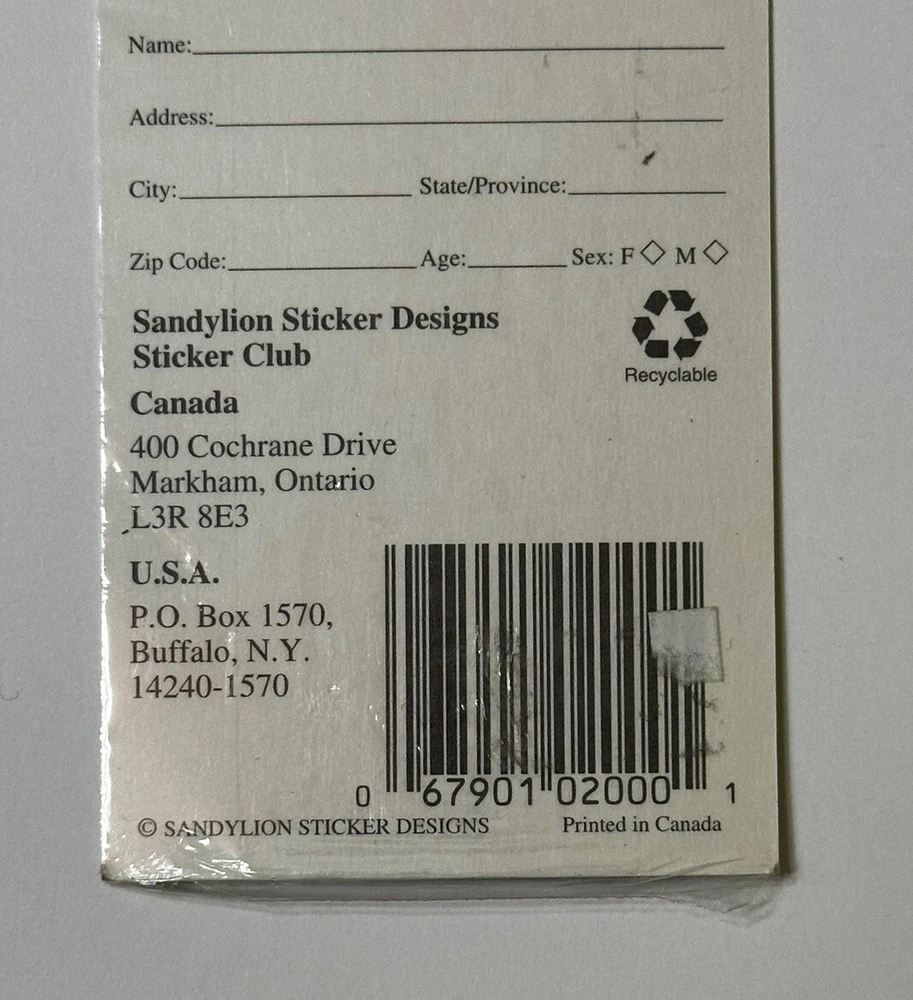 Name:
Address:
City: State/Province:
Zip Code: Age: Sex: F M
Sandylion Sticker Designs
Sticker Club
Recyclable
Canada
400 Cochrane Drive
Markham, Ontario
L3R 8E3
U.S.A.
P.O. Box 1570,
Buffalo, N.Y.
14240-1570
0 67901 02000 1
© SANDYLION STICKER DESIGNS Printed in Canada